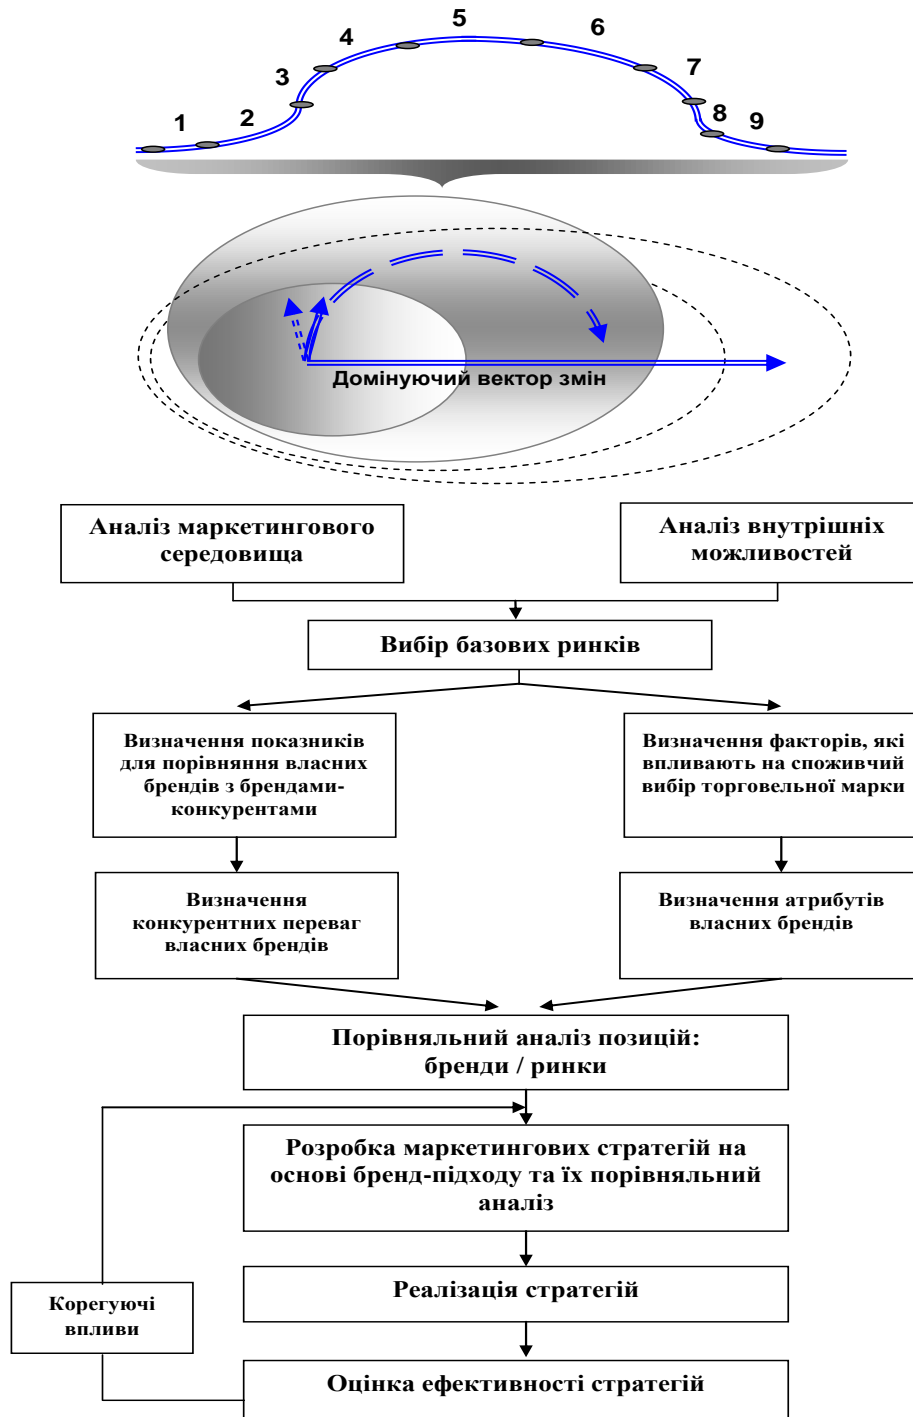 5
4
6
3
7
2
1
8
9
Домінуючий вектор змін
Аналіз маркетингового
середовища
Аналіз внутрішніх
можливостей
Вибір базових ринків
Визначення показників
для порівняння власних
брендів з брендами-
конкурентами
Визначення факторів, які
впливають на споживчий
вибір торговельної марки
Визначення
конкурентних переваг
власних брендів
Визначення атрибутів
власних брендів
Порівняльний аналіз позицій:
бренди / ринки
Розробка маркетингових стратегій на
основі бренд-підходу та їх порівняльний
аналіз
Реалізація стратегій
Корегуючі
впливи
Оцінка ефективності стратегій